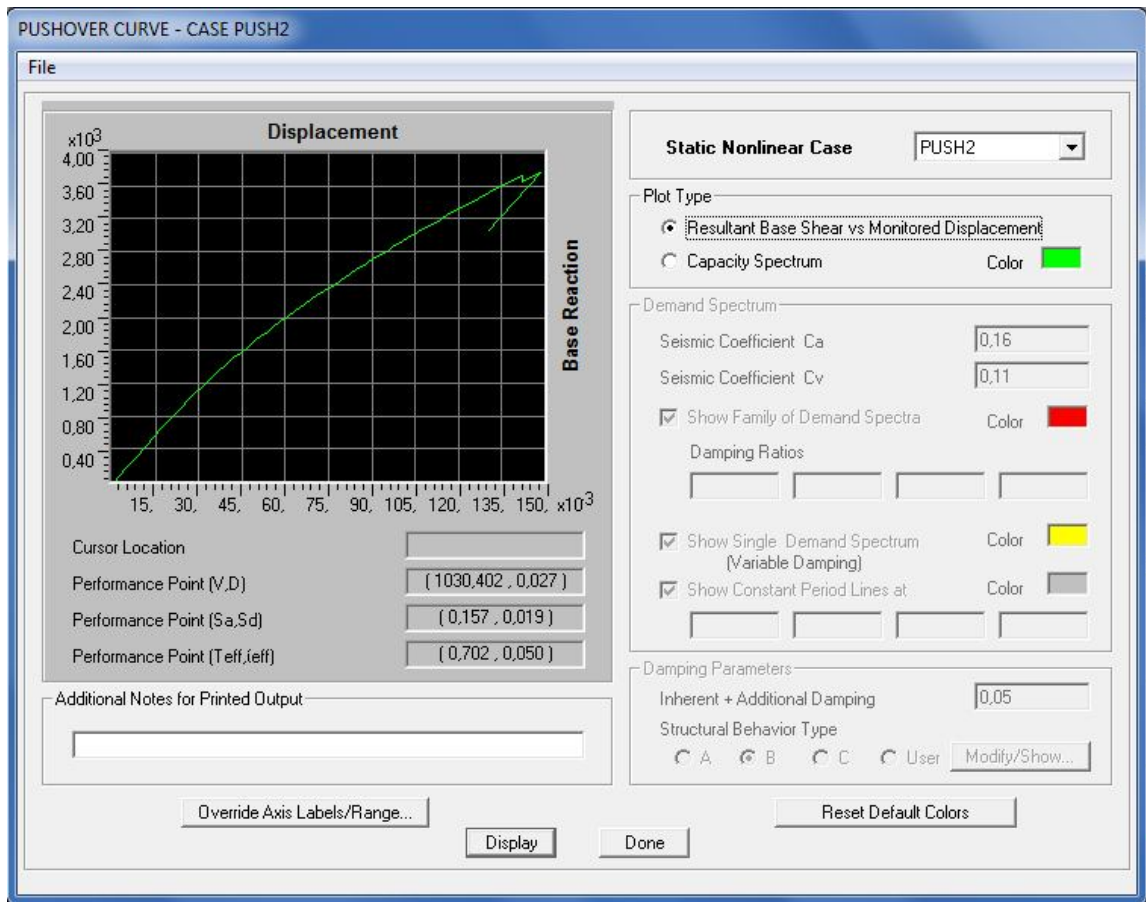 PUSHOVER CURVE - CASE PUSH2
File
Displacement
x10³
4,00
3,60
3,20
2,80
2,40
2,00
1,60
1,20
0,80
0,40
Base Reaction
15, 30, 45, 60, 75, 90, 105, 120, 135, 150, x10⁻³
Cursor Location
Performance Point (V,D) ( 1030,402 , 0,027 )
Performance Point (Sa,Sd) ( 0,157 , 0,019 )
Performance Point (Teff,ßeff) ( 0,702 , 0,050 )
Additional Notes for Printed Output
Static Nonlinear Case PUSH2
Plot Type
Resultant Base Shear vs Monitored Displacement
Capacity Spectrum Color
Demand Spectrum
Seismic Coefficient Ca 0,16
Seismic Coefficient Cv 0,11
Show Family of Demand Spectra Color
Damping Ratios
Show Single Demand Spectrum Color
(Variable Damping)
Show Constant Period Lines at Color
Damping Parameters
Inherent + Additional Damping 0,05
Structural Behavior Type
A B C User Modify/Show...
Override Axis Labels/Range... Reset Default Colors
Display Done